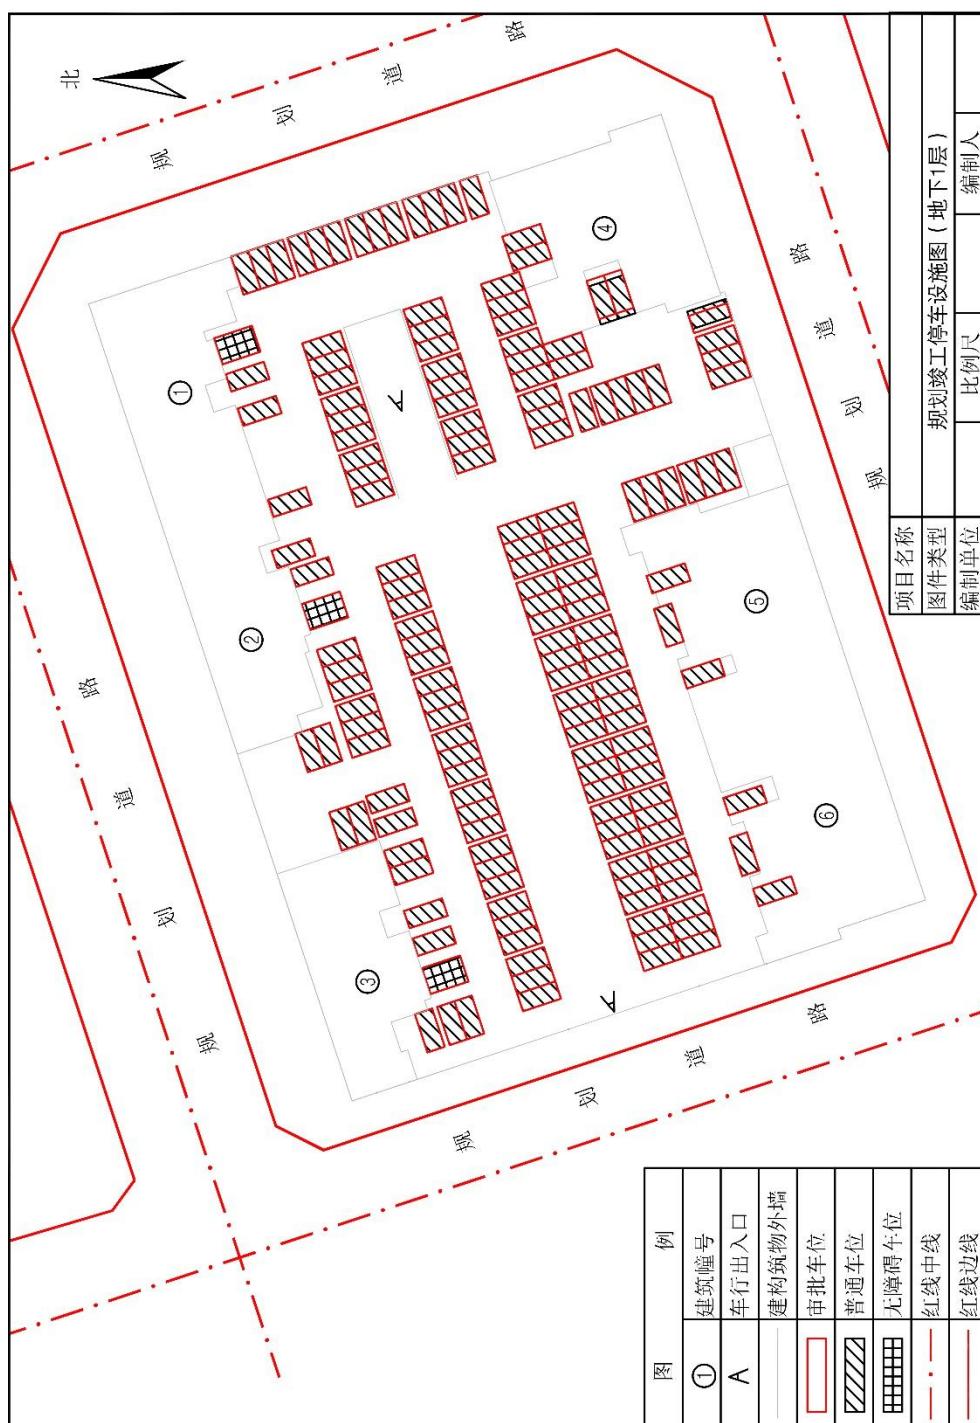 北
规 划 道 路
规 划 道 路
规 划 道 路
规 划 道 路
①
②
③
④
⑤
⑥
A
A
图 例
① 建筑幢号
A 车行出入口
建构筑物外墙
审批车位
普通车位
无障碍车位
红线中线
红线边线
项目名称
图件类型 规划竣工停车设施图(地下1层)
编制单位 比例尺 编制人